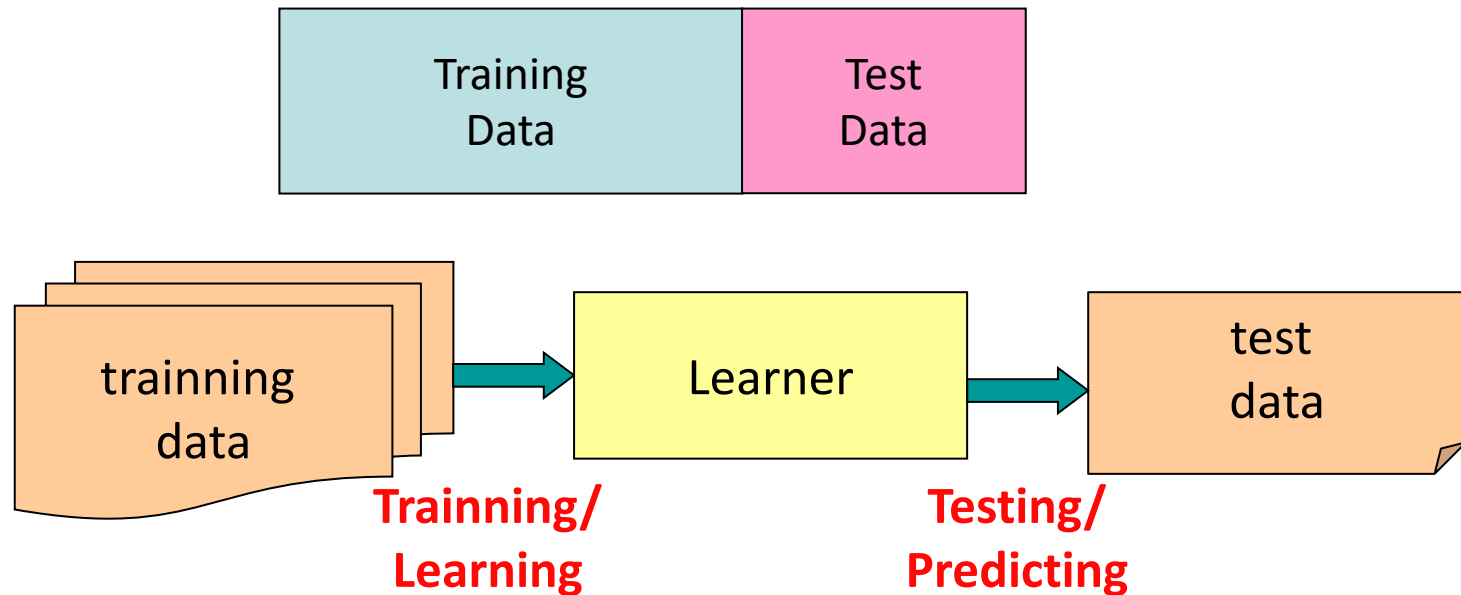 Training
Data
Test
Data
trainning
data
Learner
test
data
Trainning/
Learning
Testing/
Predicting